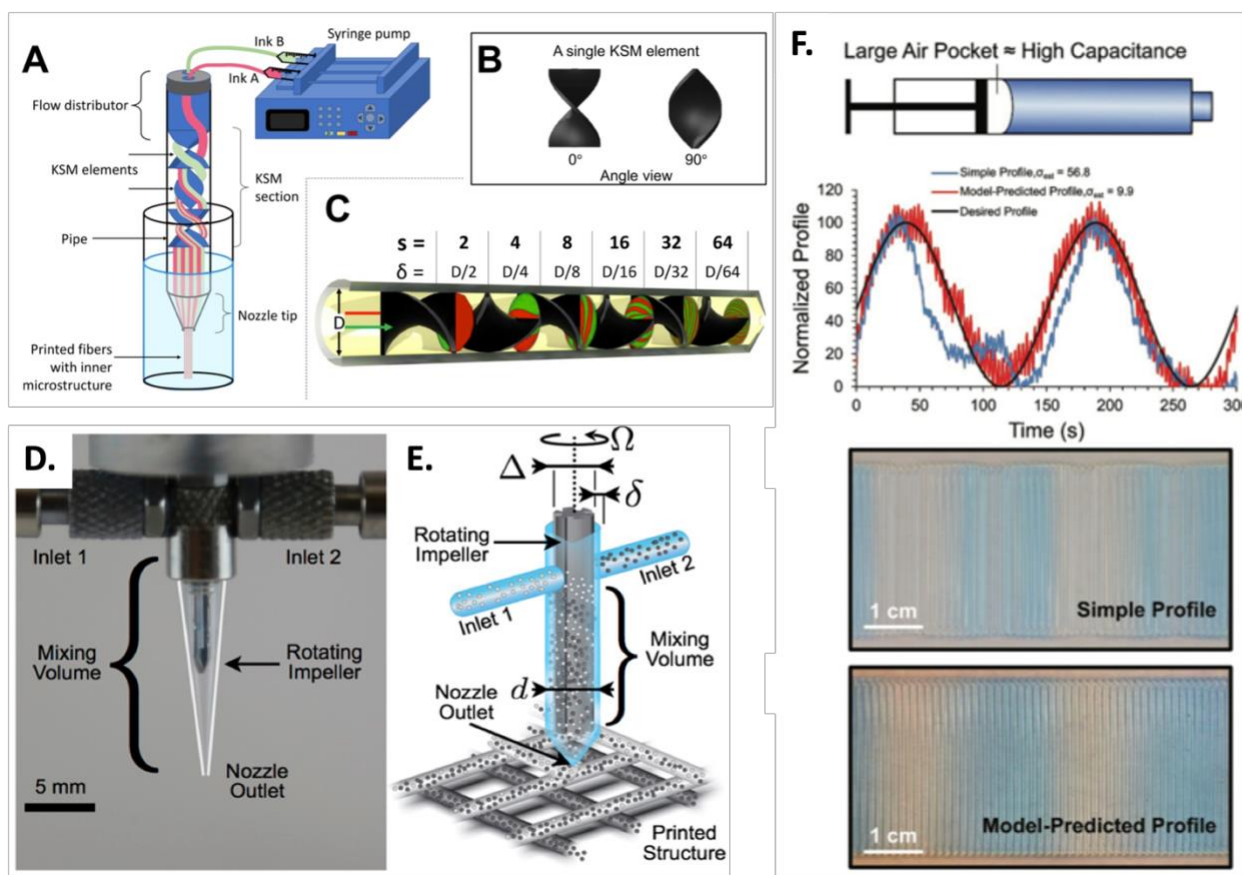 A
Ink B
Syringe pump
Ink A
Flow distributor
KSM elements
KSM
section
Pipe
Nozzle tip
Printed fibers
with inner
microstructure
B
A single KSM element
0°
90°
Angle view
C
s = 2 4 8 16 32 64
δ = D/2 D/4 D/8 D/16 D/32 D/64
D
D.
Inlet 1
Inlet 2
Mixing
Volume
Rotating
Impeller
Nozzle
Outlet
5 mm
E.
Ω
Δ
δ
Rotating
Impeller
Inlet 2
Inlet 1
Mixing
Volume
d
Nozzle
Outlet
Printed
Structure
F.
Large Air Pocket ≈ High Capacitance
Simple Profile,σest = 56.8
Model-Predicted Profile,σest = 9.9
Desired Profile
Normalized Profile
120
100
80
60
40
20
0
0 50 100 150 200 250 300
Time (s)
1 cm
Simple Profile
1 cm
Model-Predicted Profile